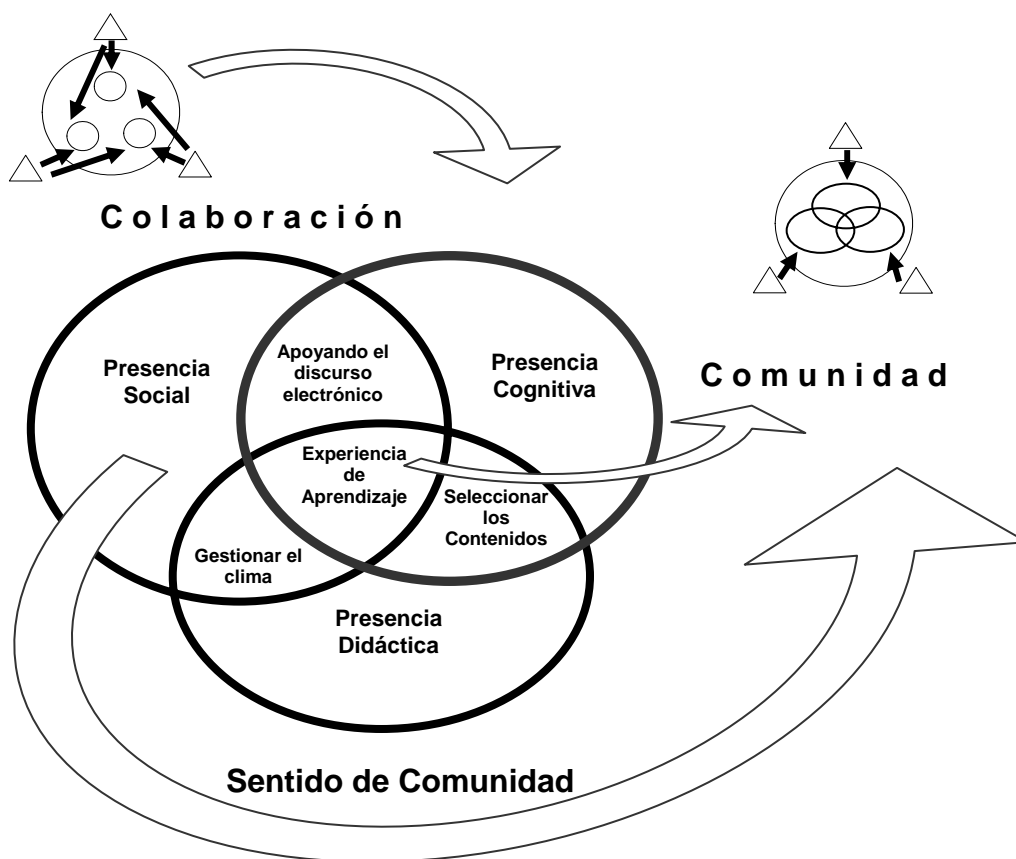 Colaboración
Presencia
Social
Apoyando el
discurso
electrónico
Presencia
Cognitiva
Comunidad
Experiencia
de
Aprendizaje
Seleccionar
los
Contenidos
Gestionar el
clima
Presencia
Didáctica
Sentido de Comunidad